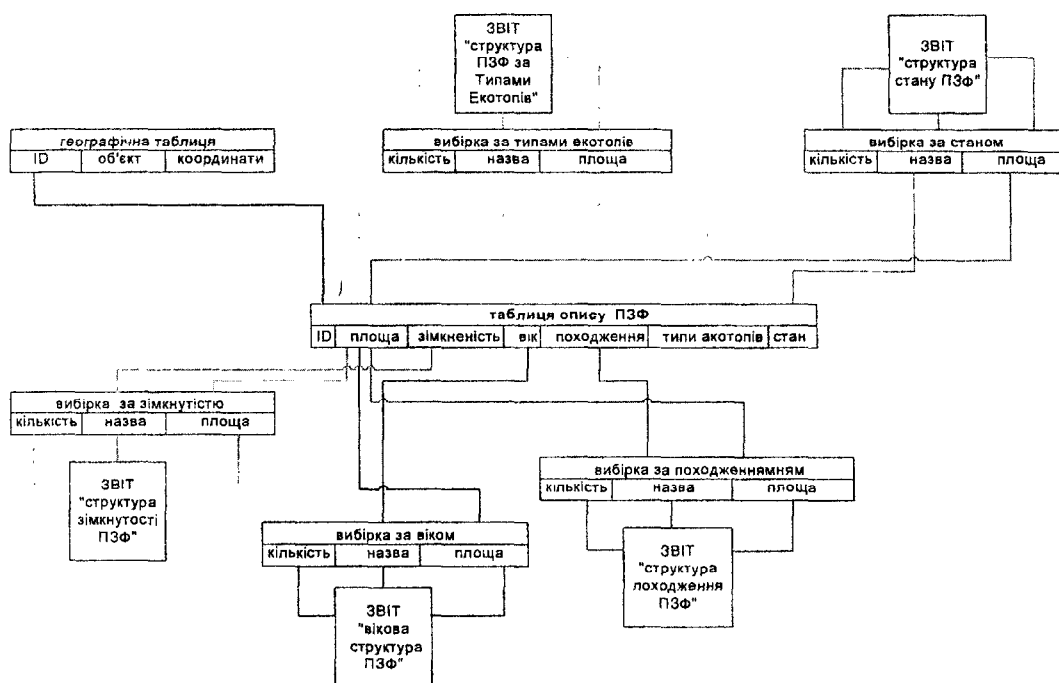 ЗВІТ
"структура
ПЗФ за
Типами
Екотопів"
ЗВІТ
"структура
стану ПЗФ"
географічна таблиця
ID об'єкт координати
вибірка за типами екотопів
кількість назва площа
вибірка за станом
кількість назва площа
таблиця опису ПЗФ
ID площа зімкненість вік походження типи акотопів стан
вибірка за зімкнутістю
кількість назва площа
ЗВІТ
"структура
зімкнутості
ПЗФ"
вибірка за походженнямням
кількість назва площа
ЗВІТ
"структура
лоходження
ПЗФ"
вибірка за віком
кількість назва площа
ЗВІТ
"вікова
структура
ПЗФ"